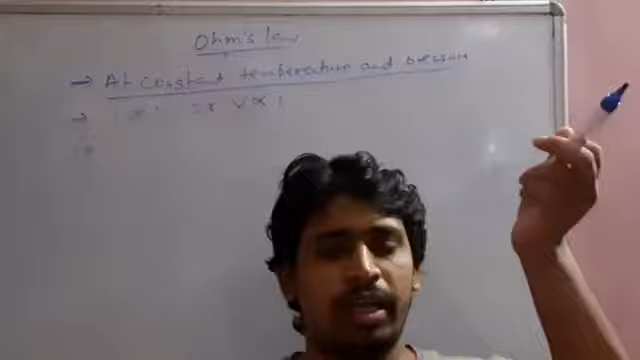 Ohm's law
→ At constant temperature and pressure
→ V ∝ I